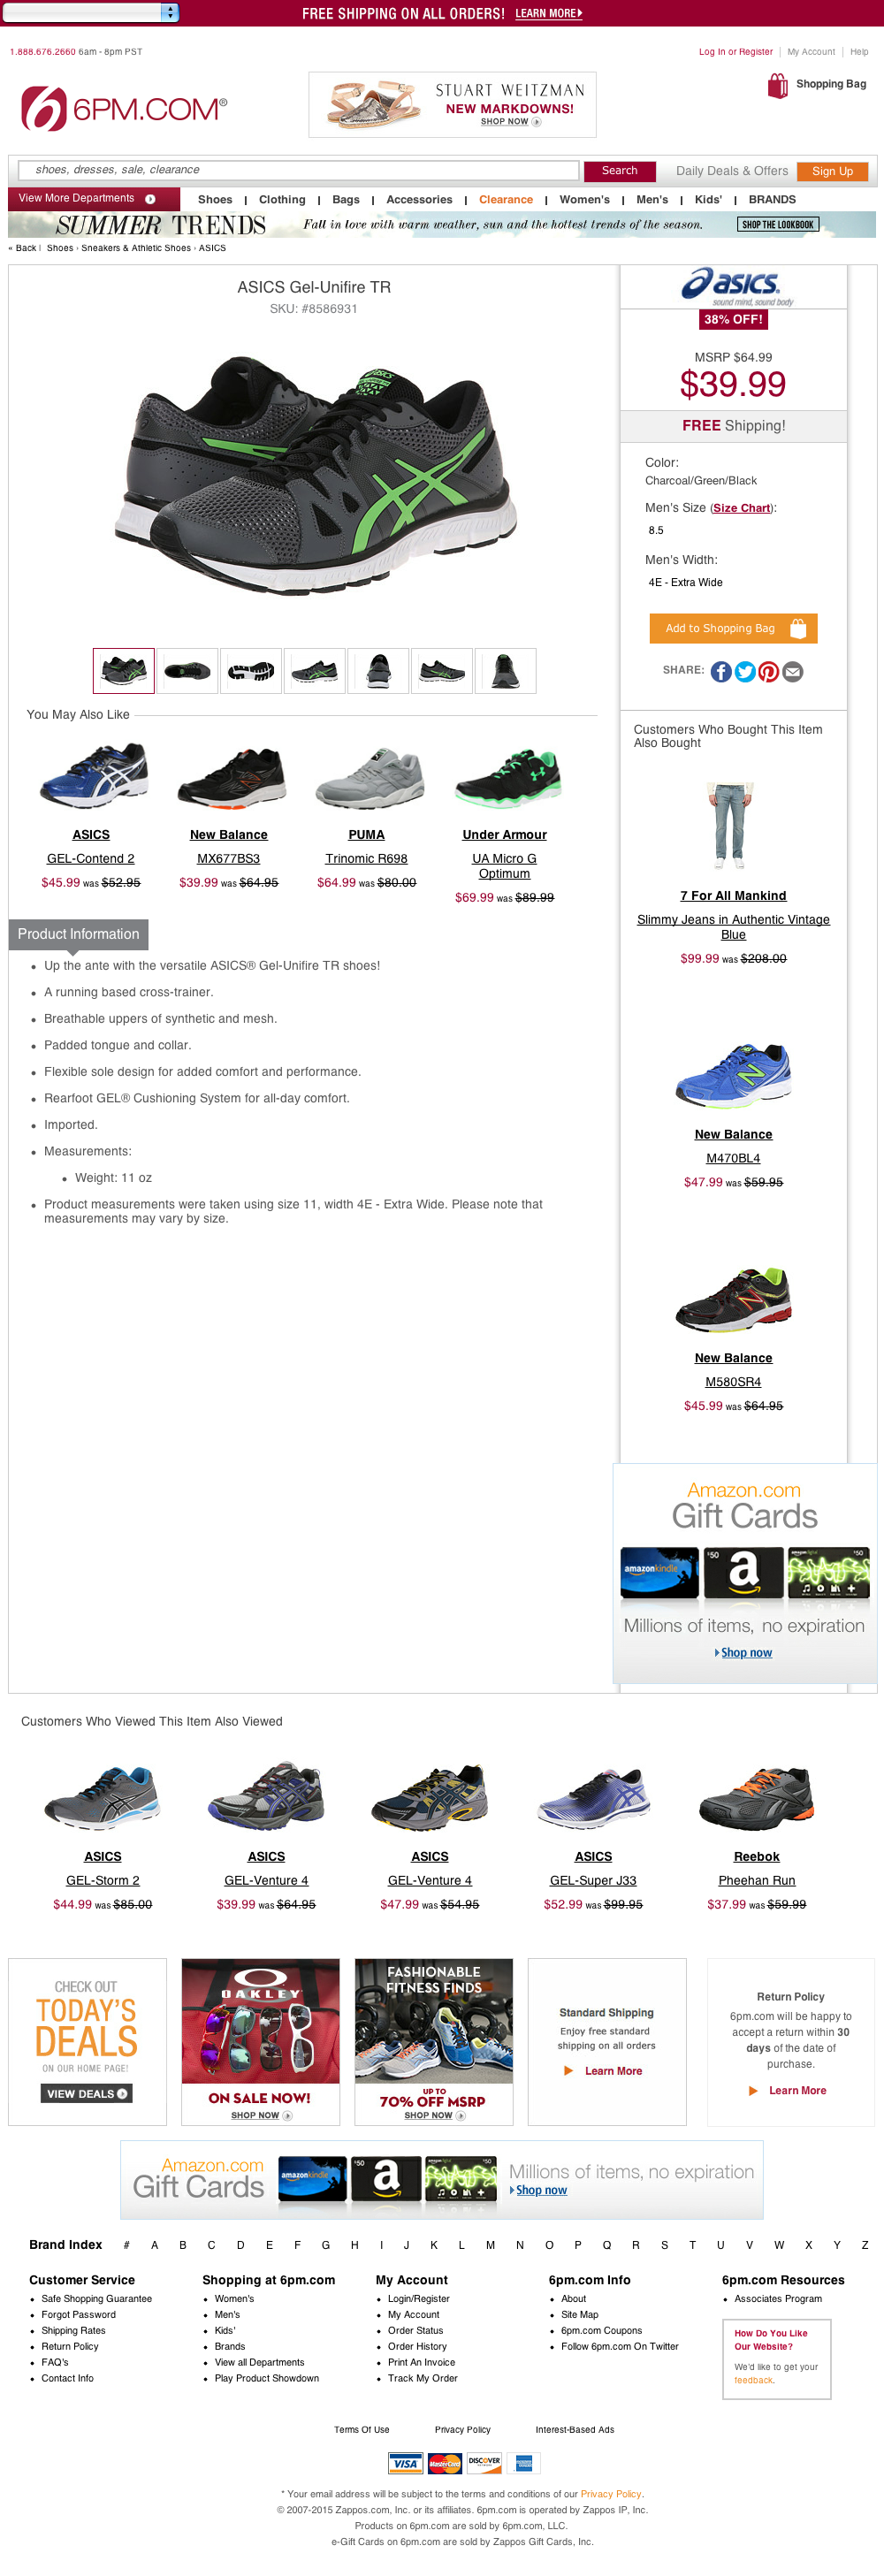 FREE SHIPPING ON ALL ORDERS! LEARN MORE
1.888.676.2660 6am - 8pm PST
Log In or Register | My Account | Help
6PM.COM®
STUART WEITZMAN
NEW MARKDOWNS!
SHOP NOW
Shopping Bag
shoes, dresses, sale, clearance
Search
Daily Deals & Offers
Sign Up
View More Departments
Shoes | Clothing | Bags | Accessories | Clearance | Women's | Men's | Kids' | BRANDS
SUMMER TRENDS Fall in love with warm weather, sun and the hottest trends of the season. SHOP THE LOOKBOOK
« Back | Shoes › Sneakers & Athletic Shoes › ASICS
ASICS Gel-Unifire TR
SKU: #8586931
asics
sound mind, sound body
38% OFF!
MSRP $64.99
$39.99
FREE Shipping!
Color:
Charcoal/Green/Black
Men's Size (Size Chart):
8.5
Men's Width:
4E - Extra Wide
Add to Shopping Bag
SHARE:
You May Also Like
ASICS
GEL-Contend 2
$45.99 was $52.95
New Balance
MX677BS3
$39.99 was $64.95
PUMA
Trinomic R698
$64.99 was $80.00
Under Armour
UA Micro G
Optimum
$69.99 was $89.99
Product Information
Up the ante with the versatile ASICS® Gel-Unifire TR shoes!
A running based cross-trainer.
Breathable uppers of synthetic and mesh.
Padded tongue and collar.
Flexible sole design for added comfort and performance.
Rearfoot GEL® Cushioning System for all-day comfort.
Imported.
Measurements:
Weight: 11 oz
Product measurements were taken using size 11, width 4E - Extra Wide. Please note that
measurements may vary by size.
Customers Who Bought This Item
Also Bought
7 For All Mankind
Slimmy Jeans in Authentic Vintage
Blue
$99.99 was $208.00
New Balance
M470BL4
$47.99 was $59.95
New Balance
M580SR4
$45.99 was $64.95
Amazon.com
Gift Cards
amazonkindle
$50
a
$50
Millions of items, no expiration
Shop now
Customers Who Viewed This Item Also Viewed
ASICS
GEL-Storm 2
$44.99 was $85.00
ASICS
GEL-Venture 4
$39.99 was $64.95
ASICS
GEL-Venture 4
$47.99 was $54.95
ASICS
GEL-Super J33
$52.99 was $99.95
Reebok
Pheehan Run
$37.99 was $59.99
CHECK OUT
TODAY'S
DEALS
ON OUR HOME PAGE!
VIEW DEALS
OAKLEY
ON SALE NOW!
SHOP NOW
FASHIONABLE
FITNESS FINDS
UP TO
70% OFF MSRP
SHOP NOW
Standard Shipping
Enjoy free standard
shipping on all orders
Learn More
Return Policy
6pm.com will be happy to
accept a return within 30
days of the date of
purchase.
Learn More
Amazon.com
Gift Cards
amazonkindle
$50
a
$50
Millions of items, no expiration
Shop now
Brand Index # A B C D E F G H I J K L M N O P Q R S T U V W X Y Z
Customer Service
Safe Shopping Guarantee
Forgot Password
Shipping Rates
Return Policy
FAQ's
Contact Info
Shopping at 6pm.com
Women's
Men's
Kids'
Brands
View all Departments
Play Product Showdown
My Account
Login/Register
My Account
Order Status
Order History
Print An Invoice
Track My Order
6pm.com Info
About
Site Map
6pm.com Coupons
Follow 6pm.com On Twitter
6pm.com Resources
Associates Program
How Do You Like
Our Website?
We'd like to get your
feedback.
Terms Of Use Privacy Policy Interest-Based Ads
VISA MasterCard DISCOVER AMERICAN EXPRESS
* Your email address will be subject to the terms and conditions of our Privacy Policy.
© 2007-2015 Zappos.com, Inc. or its affiliates. 6pm.com is operated by Zappos IP, Inc.
Products on 6pm.com are sold by 6pm.com, LLC.
e-Gift Cards on 6pm.com are sold by Zappos Gift Cards, Inc.